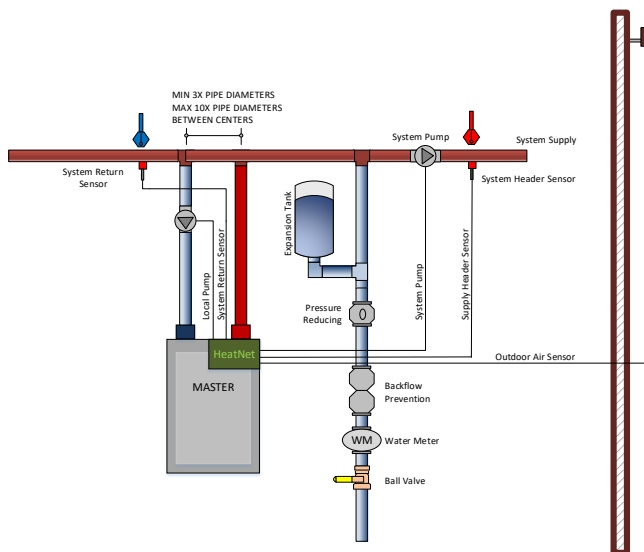 MIN 3X PIPE DIAMETERS
MAX 10X PIPE DIAMETERS
BETWEEN CENTERS
System Pump
System Supply
System Return
Sensor
System Header Sensor
Expansion Tank
Local Pump
System Return Sensor
System Pump
Supply Header Sensor
Pressure
Reducing
HeatNet
Outdoor Air Sensor
MASTER
Backflow
Prevention
WM
Water Meter
Ball Valve